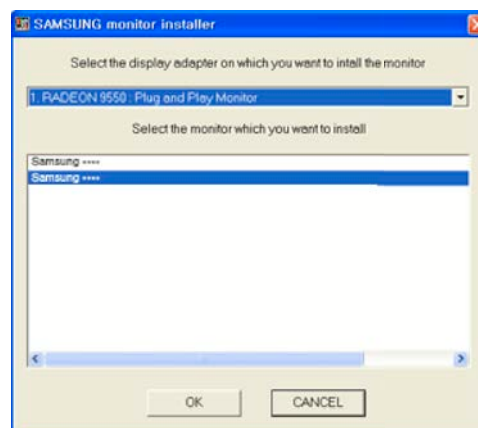 SAMSUNG monitor installer
Select the display adapter on which you want to intall the monitor
1. RADEON 9550 : Plug and Play Monitor
Select the monitor which you want to install
Samsung ****
Samsung ****
OK
CANCEL